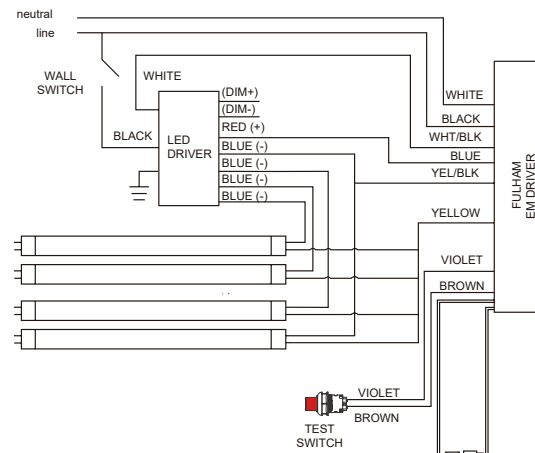 neutral
line
WALL
SWITCH
WHITE
BLACK
LED
DRIVER
(DIM+)
(DIM-)
RED (+)
BLUE (-)
BLUE (-)
BLUE (-)
BLUE (-)
WHITE
BLACK
WHT/BLK
BLUE
YEL/BLK
YELLOW
VIOLET
BROWN
FULHAM
EM DRIVER
VIOLET
BROWN
TEST
SWITCH